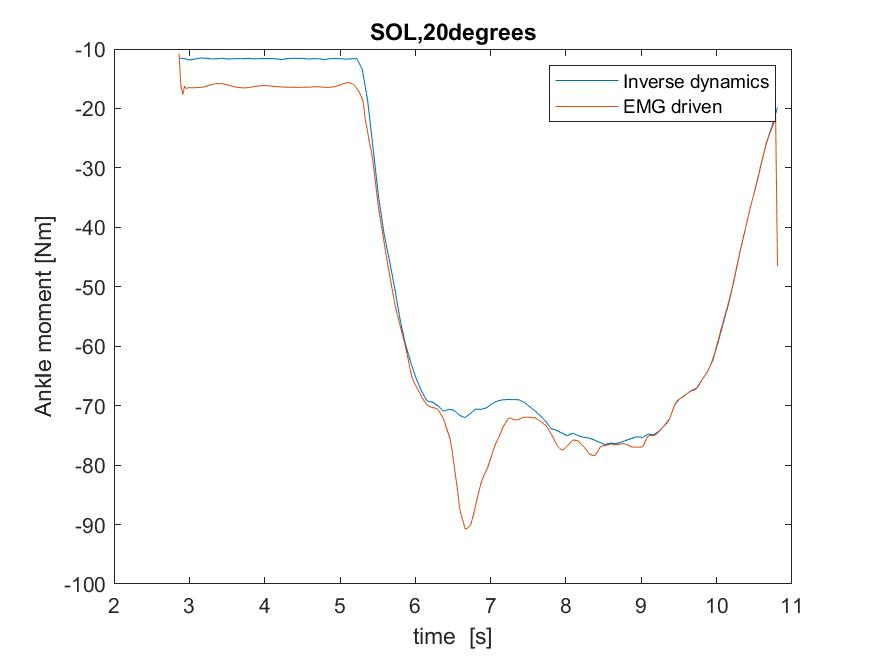 SOL,20degrees
Inverse dynamics
EMG driven
-10
-20
-30
-40
-50
-60
-70
-80
-90
-100
Ankle moment [Nm]
2 3 4 5 6 7 8 9 10 11
time [s]